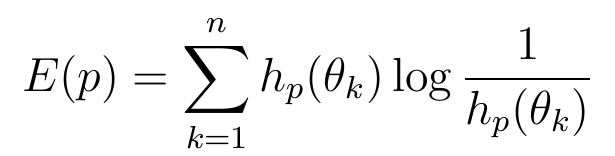 E(p) = \sum_{k=1}^{n} h_p(\theta_k) \log \frac{1}{h_p(\theta_k)}